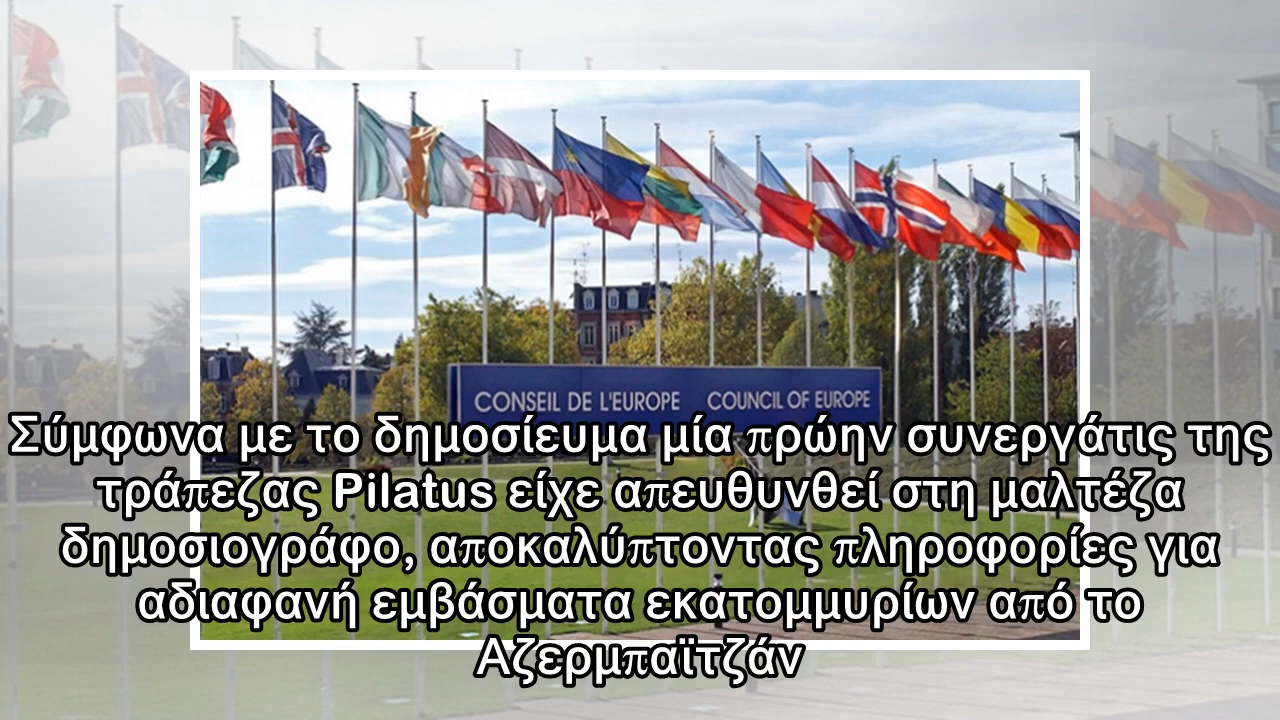 CONSEIL DE L'EUROPE COUNCIL OF EUROPE
Σύμφωνα με το δημοσίευμα μία πρώην συνεργάτις της
τράπεζας Pilatus είχε απευθυνθεί στη μαλτέζα
δημοσιογράφο, αποκαλύπτοντας πληροφορίες για
αδιαφανή εμβάσματα εκατομμυρίων από το
Αζερμπαϊτζάν